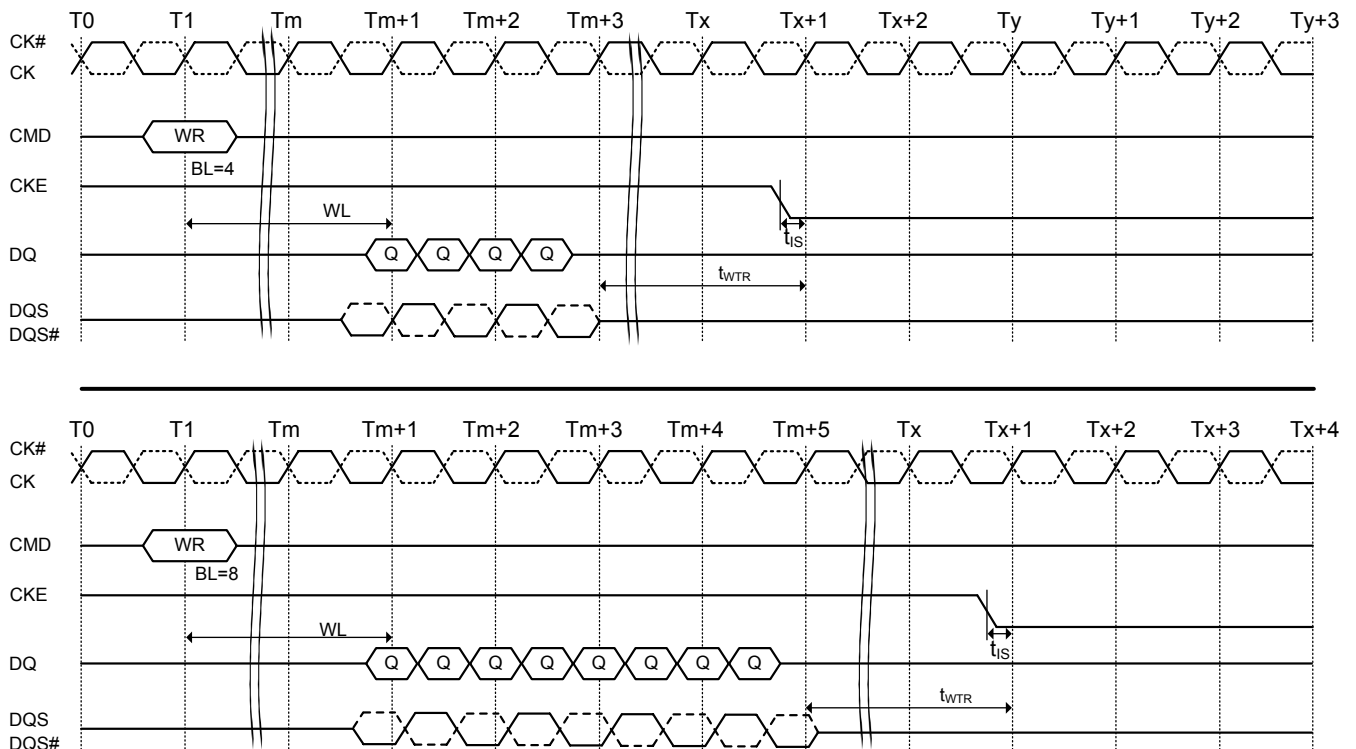 T0 T1 Tm Tm+1 Tm+2 Tm+3 Tx Tx+1 Tx+2 Ty Ty+1 Ty+2 Ty+3
CK#
CK
CMD WR
BL=4
CKE
WL
tIS
DQ Q Q Q Q
tWTR
DQS
DQS#
T0 T1 Tm Tm+1 Tm+2 Tm+3 Tm+4 Tm+5 Tx Tx+1 Tx+2 Tx+3 Tx+4
CK#
CK
CMD WR
BL=8
CKE
WL
tIS
DQ Q Q Q Q Q Q Q Q
tWTR
DQS
DQS#